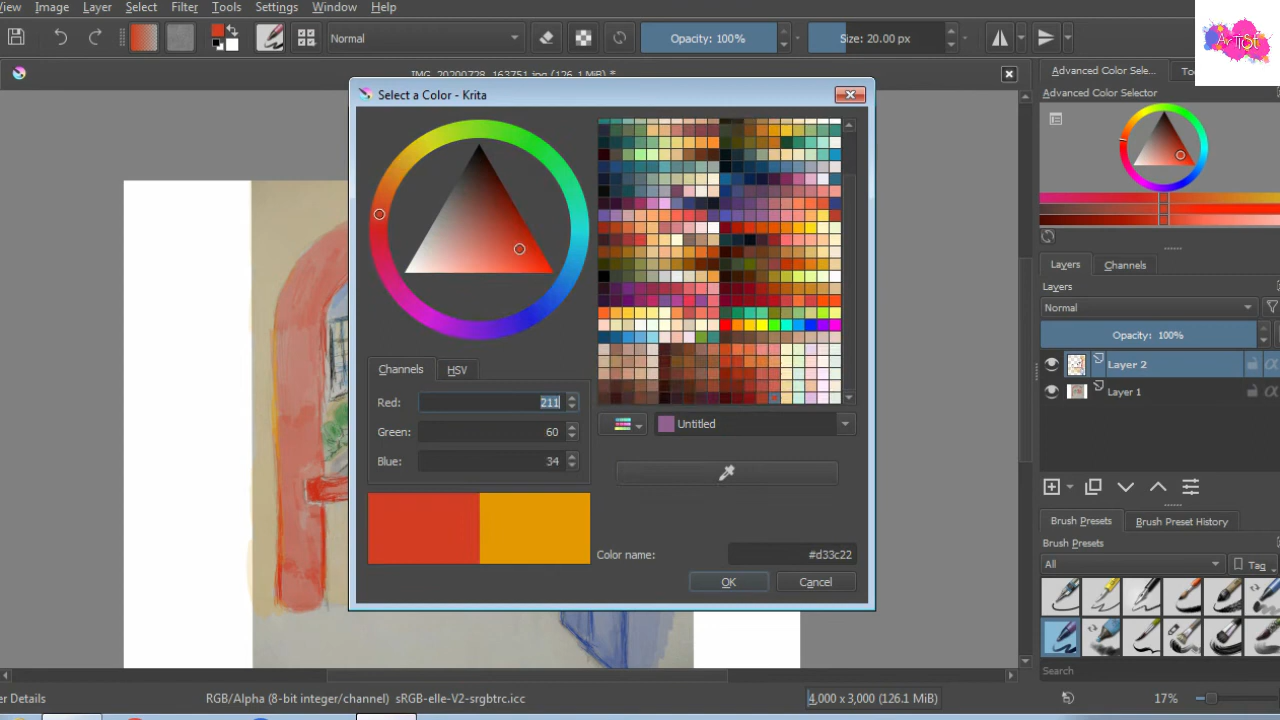 View Image Layer Select Filter Tools Settings Window Help
Normal
Opacity: 100%
Size: 20.00 px
ArTiSt
IMG_20200728_163751.jpg (126.1 MiB) *
Advanced Color Sele...
Advanced Color Selector
Select a Color - Krita
Channels
HSV
Red: 211
Green: 60
Blue: 34
Untitled
Color name: #d33c22
OK
Cancel
Layers
Channels
Layers
Normal
Opacity: 100%
Layer 2
Layer 1
Brush Presets
Brush Preset History
Brush Presets
All
Tag
Search
er Details
RGB/Alpha (8-bit integer/channel) sRGB-elle-V2-srgbtrc.icc
4,000 x 3,000 (126.1 MiB)
17%